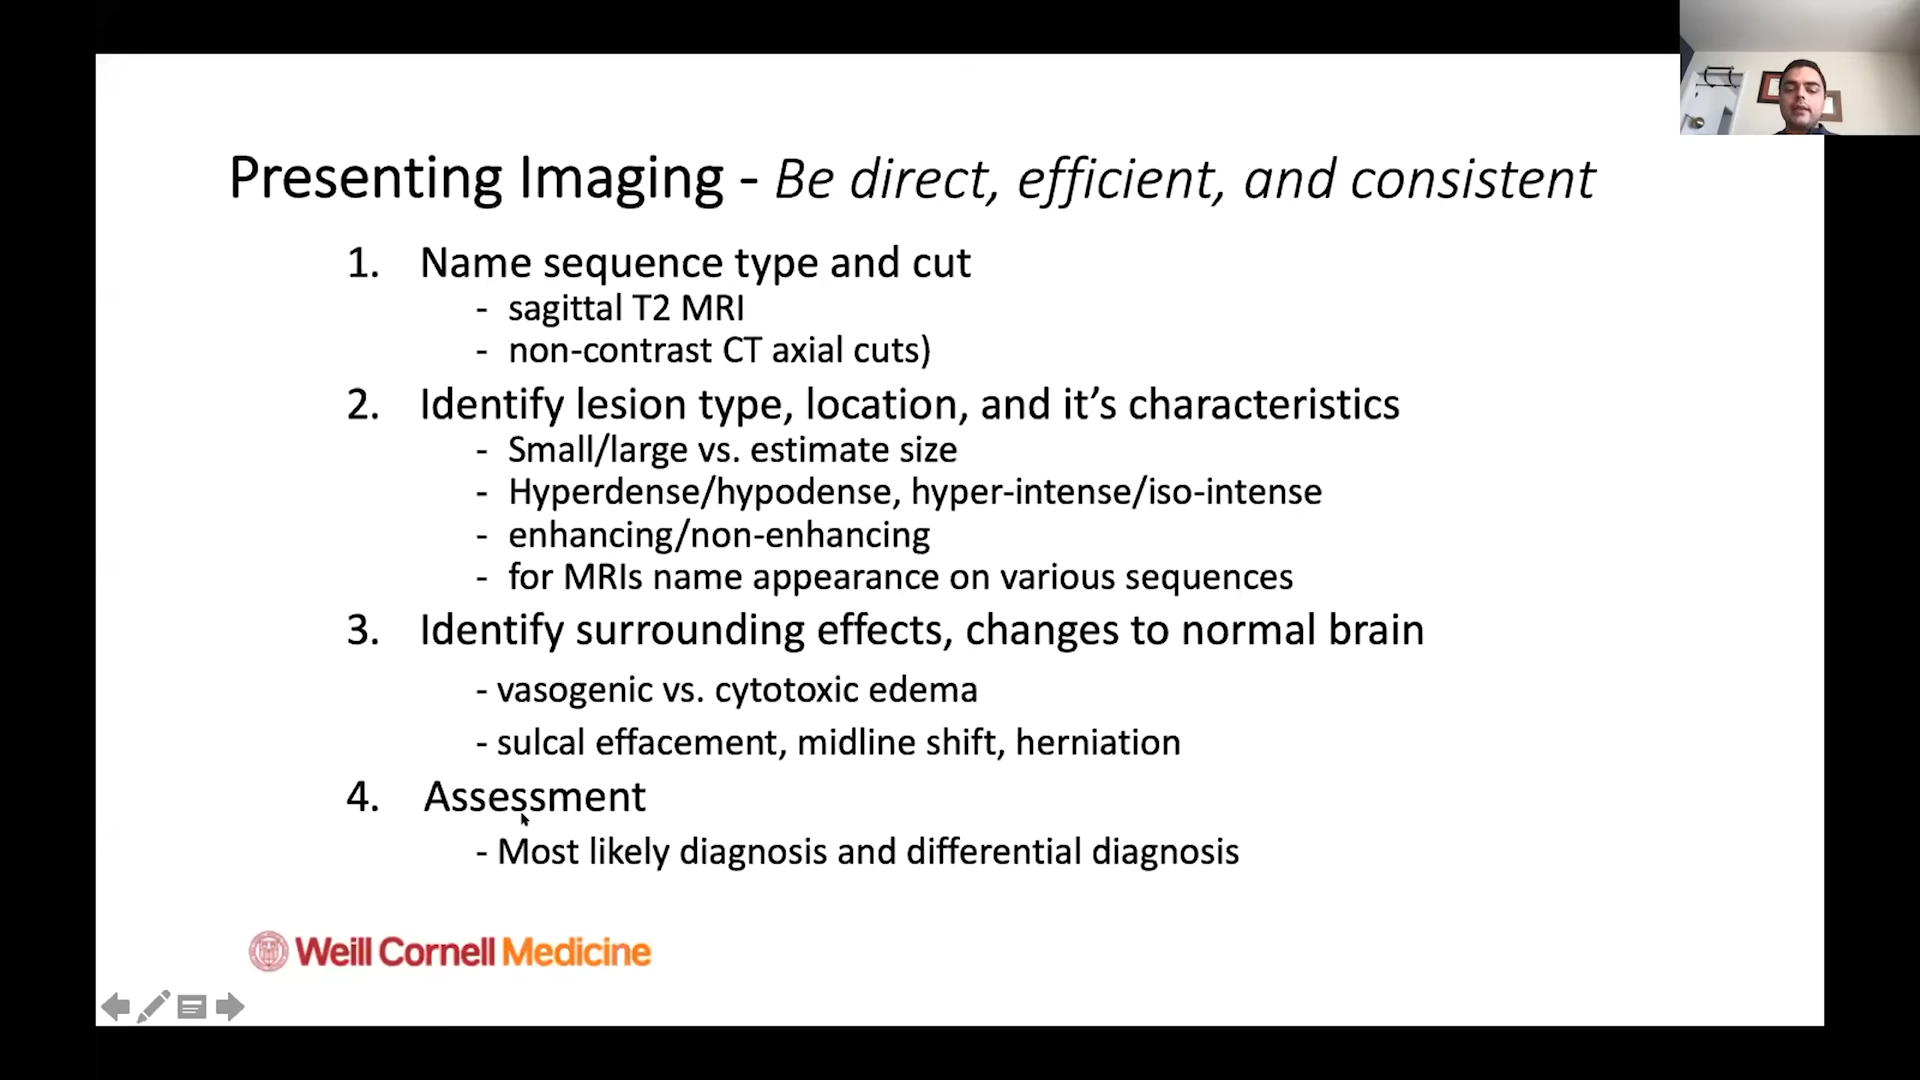 Presenting Imaging - Be direct, efficient, and consistent
1. Name sequence type and cut
- sagittal T2 MRI
- non-contrast CT axial cuts)
2. Identify lesion type, location, and it’s characteristics
- Small/large vs. estimate size
- Hyperdense/hypodense, hyper-intense/iso-intense
- enhancing/non-enhancing
- for MRIs name appearance on various sequences
3. Identify surrounding effects, changes to normal brain
- vasogenic vs. cytotoxic edema
- sulcal effacement, midline shift, herniation
4. Assessment
- Most likely diagnosis and differential diagnosis
Weill Cornell Medicine